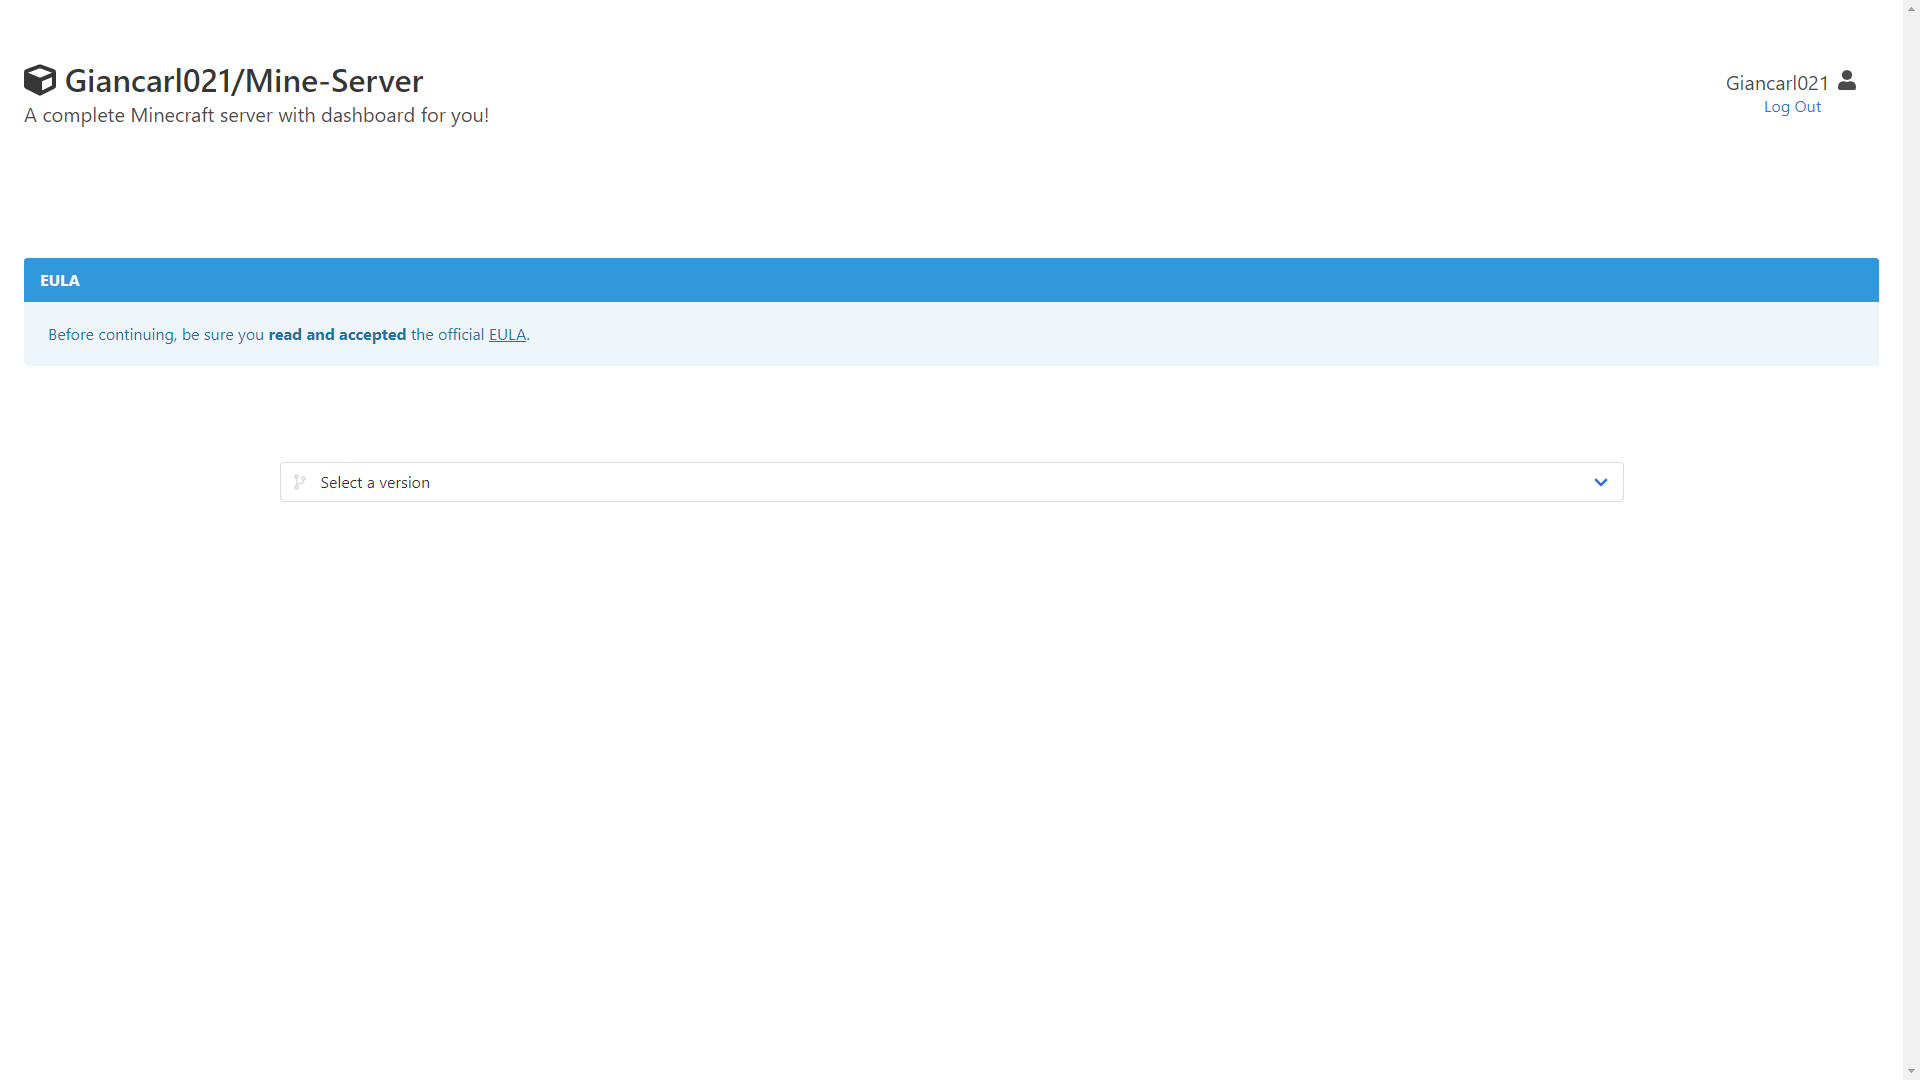 Giancarl021/Mine-Server
A complete Minecraft server with dashboard for you!
Giancarl021
Log Out
EULA
Before continuing, be sure you read and accepted the official EULA.
Select a version